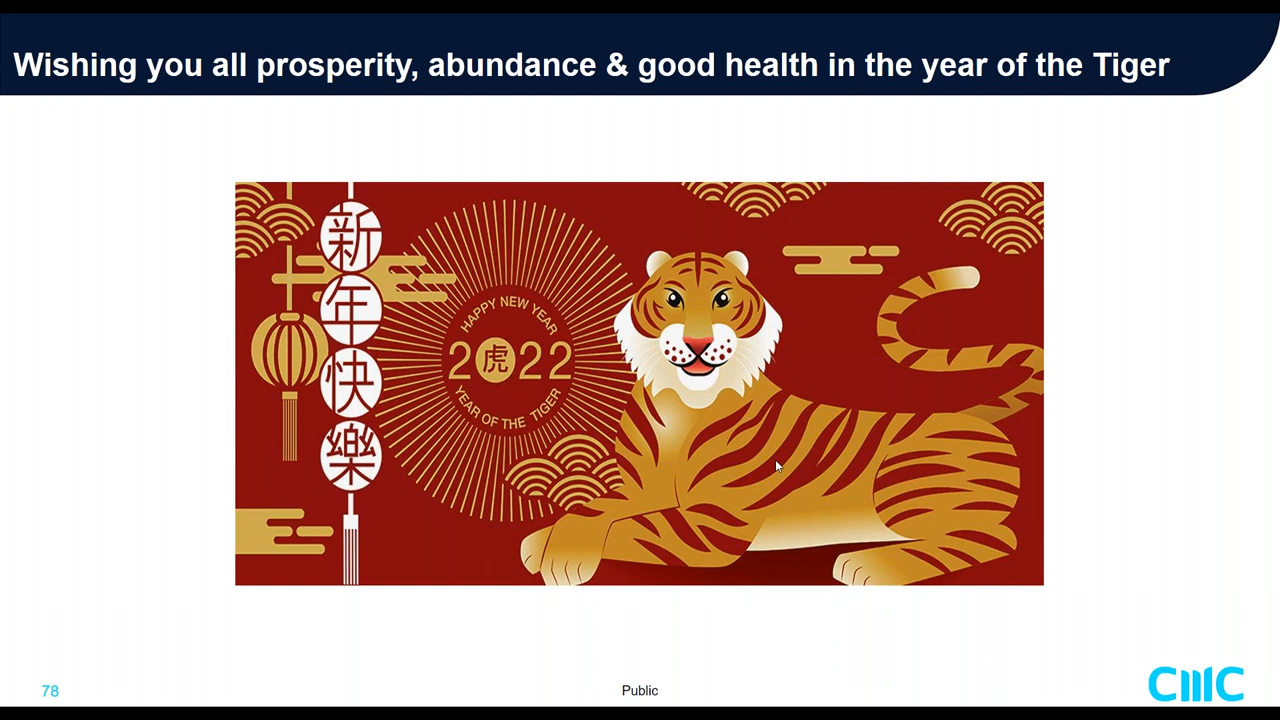 Wishing you all prosperity, abundance & good health in the year of the Tiger
新
年
快
樂
HAPPY NEW YEAR
2虎22
YEAR OF THE TIGER
78
Public
CMC